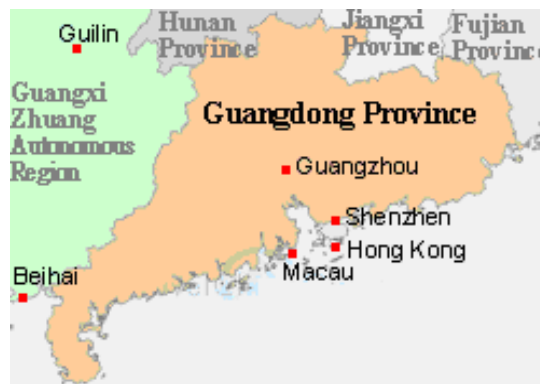 Guilin
Hunan
Province
Jiangxi
Province
Fujian
Province
Guangxi
Zhuang
Autonomous
Region
Guangdong Province
Guangzhou
Shenzhen
Hong Kong
Macau
Beihai